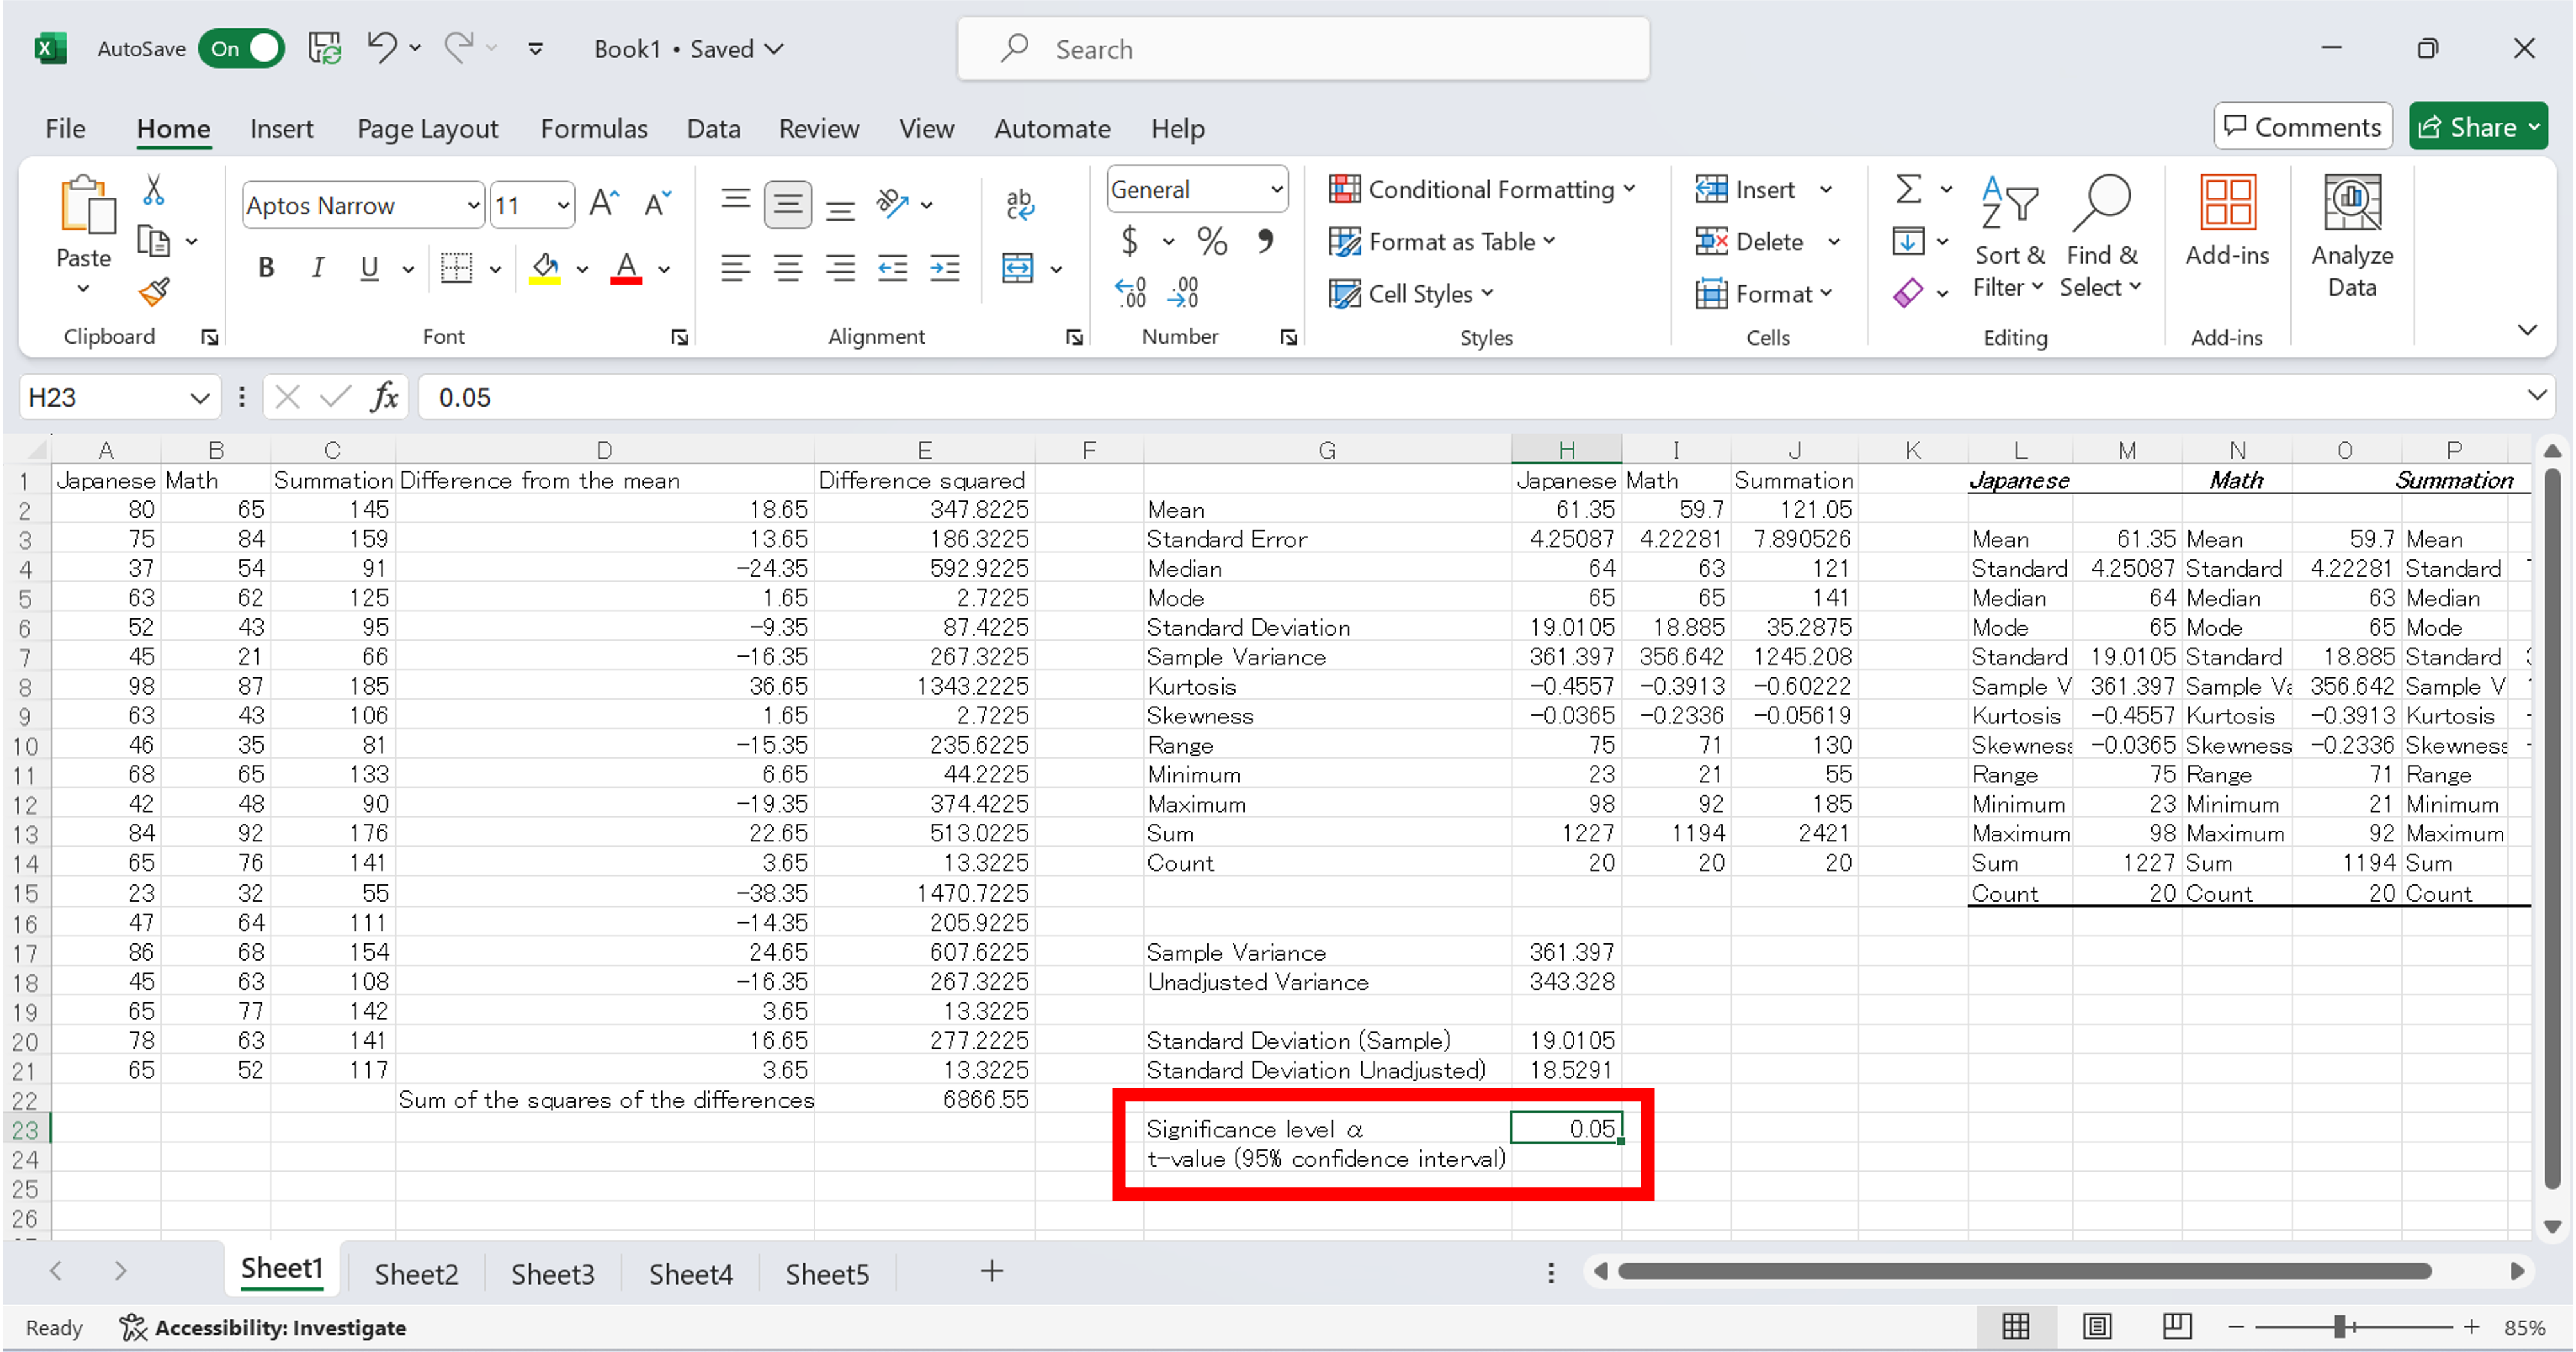 AutoSave On Book1 • Saved Search
File Home Insert Page Layout Formulas Data Review View Automate Help Comments Share
Paste Aptos Narrow 11 General Conditional Formatting Format as Table Cell Styles Insert Delete Format Sort & Filter Find & Select Add-ins Analyze Data
Clipboard Font Alignment Number Styles Cells Editing Add-ins
H23 fx 0.05
A B C D E F G H I J K L M N O P
1 Japanese Math Summation Difference from the mean Difference squared Japanese Math Summation Japanese Math Summation
2 80 65 145 18.65 347.8225 Mean 61.35 59.7 121.05
3 75 84 159 13.65 186.3225 Standard Error 4.25087 4.22281 7.890526 Mean 61.35 Mean 59.7 Mean
4 37 54 91 −24.35 592.9225 Median 64 63 121 Standard 4.25087 Standard 4.22281 Standard
5 63 62 125 1.65 2.7225 Mode 65 65 141 Median 64 Median 63 Median
6 52 43 95 −9.35 87.4225 Standard Deviation 19.0105 18.885 35.2875 Mode 65 Mode 65 Mode
7 45 21 66 −16.35 267.3225 Sample Variance 361.397 356.642 1245.208 Standard 19.0105 Standard 18.885 Standard
8 98 87 185 36.65 1343.2225 Kurtosis −0.4557 −0.3913 −0.60222 Sample V 361.397 Sample Va 356.642 Sample V
9 63 43 106 1.65 2.7225 Skewness −0.0365 −0.2336 −0.05619 Kurtosis −0.4557 Kurtosis −0.3913 Kurtosis
10 46 35 81 −15.35 235.6225 Range 75 71 130 Skewness −0.0365 Skewness −0.2336 Skewness
11 68 65 133 6.65 44.2225 Minimum 23 21 55 Range 75 Range 71 Range
12 42 48 90 −19.35 374.4225 Maximum 98 92 185 Minimum 23 Minimum 21 Minimum
13 84 92 176 22.65 513.0225 Sum 1227 1194 2421 Maximum 98 Maximum 92 Maximum
14 65 76 141 3.65 13.3225 Count 20 20 20 Sum 1227 Sum 1194 Sum
15 23 32 55 −38.35 1470.7225 Count 20 Count 20 Count
16 47 64 111 −14.35 205.9225
17 86 68 154 24.65 607.6225 Sample Variance 361.397
18 45 63 108 −16.35 267.3225 Unadjusted Variance 343.328
19 65 77 142 3.65 13.3225
20 78 63 141 16.65 277.2225 Standard Deviation (Sample) 19.0105
21 65 52 117 3.65 13.3225 Standard Deviation Unadjusted) 18.5291
22 Sum of the squares of the differences 6866.55
23 Significance level α 0.05
24 t-value (95% confidence interval)
25
26
Sheet1 Sheet2 Sheet3 Sheet4 Sheet5
Ready Accessibility: Investigate 85%